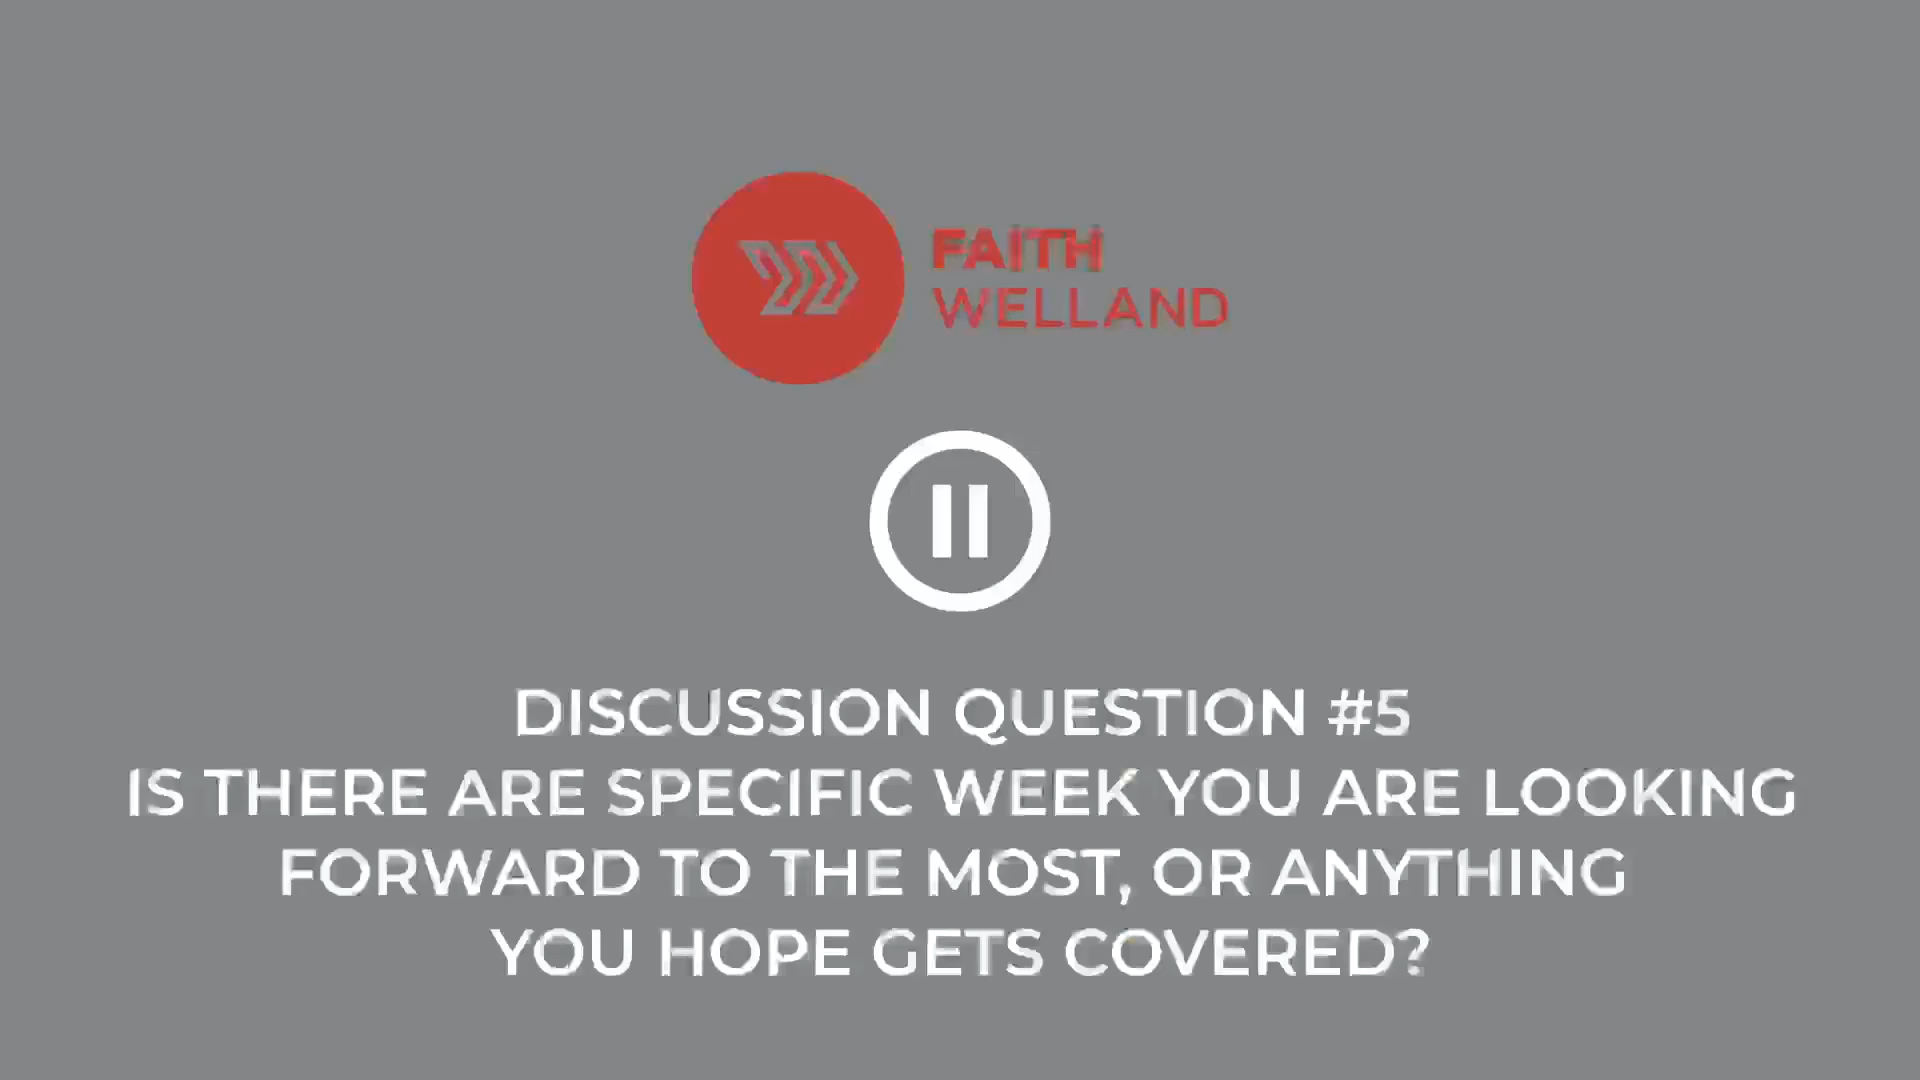 FAITH
WELLAND
DISCUSSION QUESTION #5
IS THERE ARE SPECIFIC WEEK YOU ARE LOOKING
FORWARD TO THE MOST, OR ANYTHING
YOU HOPE GETS COVERED?